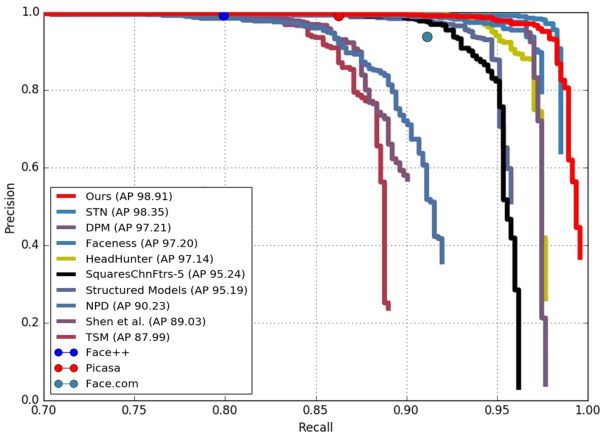 1.0
0.8
0.6
0.4
0.2
0.0
Precision
Ours (AP 98.91)
STN (AP 98.35)
DPM (AP 97.21)
Faceness (AP 97.20)
HeadHunter (AP 97.14)
SquaresChnFtrs-5 (AP 95.24)
Structured Models (AP 95.19)
NPD (AP 90.23)
Shen et al. (AP 89.03)
TSM (AP 87.99)
Face++
Picasa
Face.com
0.70 0.75 0.80 0.85 0.90 0.95 1.00
Recall